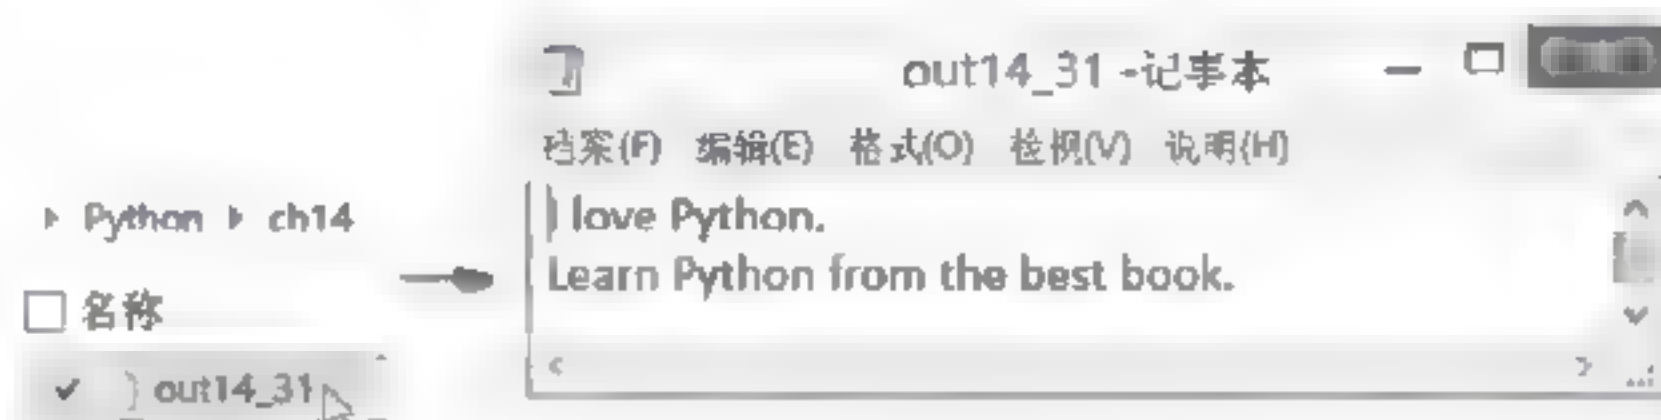 out14_31 -记事本
档案(F) 编辑(E) 格式(O) 检视(V) 说明(H)
I love Python.
Learn Python from the best book.
Python ch14
名称
out14_31